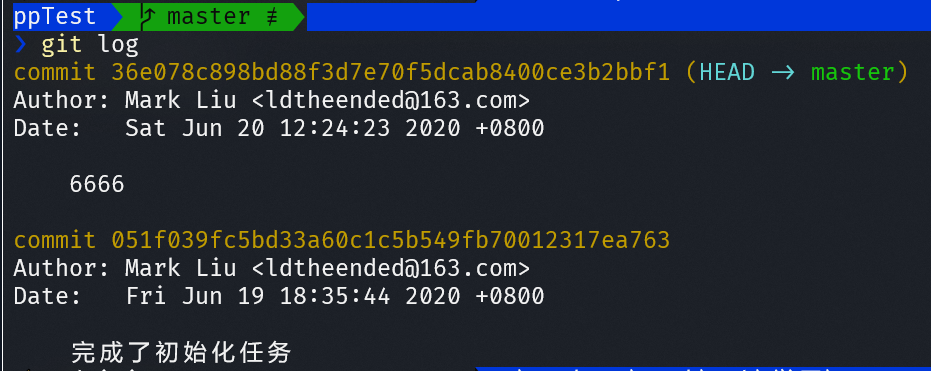 ppTest master ≢
❯ git log
commit 36e078c898bd88f3d7e70f5dcab8400ce3b2bbf1 (HEAD -> master)
Author: Mark Liu <ldtheended@163.com>
Date:   Sat Jun 20 12:24:23 2020 +0800
6666
commit 051f039fc5bd33a60c1c5b549fb70012317ea763
Author: Mark Liu <ldtheended@163.com>
Date:   Fri Jun 19 18:35:44 2020 +0800
完成了初始化任务